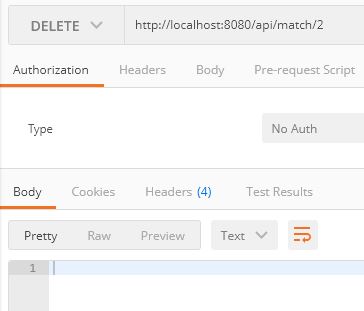 DELETE http://localhost:8080/api/match/2
Authorization Headers Body Pre-request Script
Type No Auth
Body Cookies Headers (4) Test Results
Pretty Raw Preview Text
1